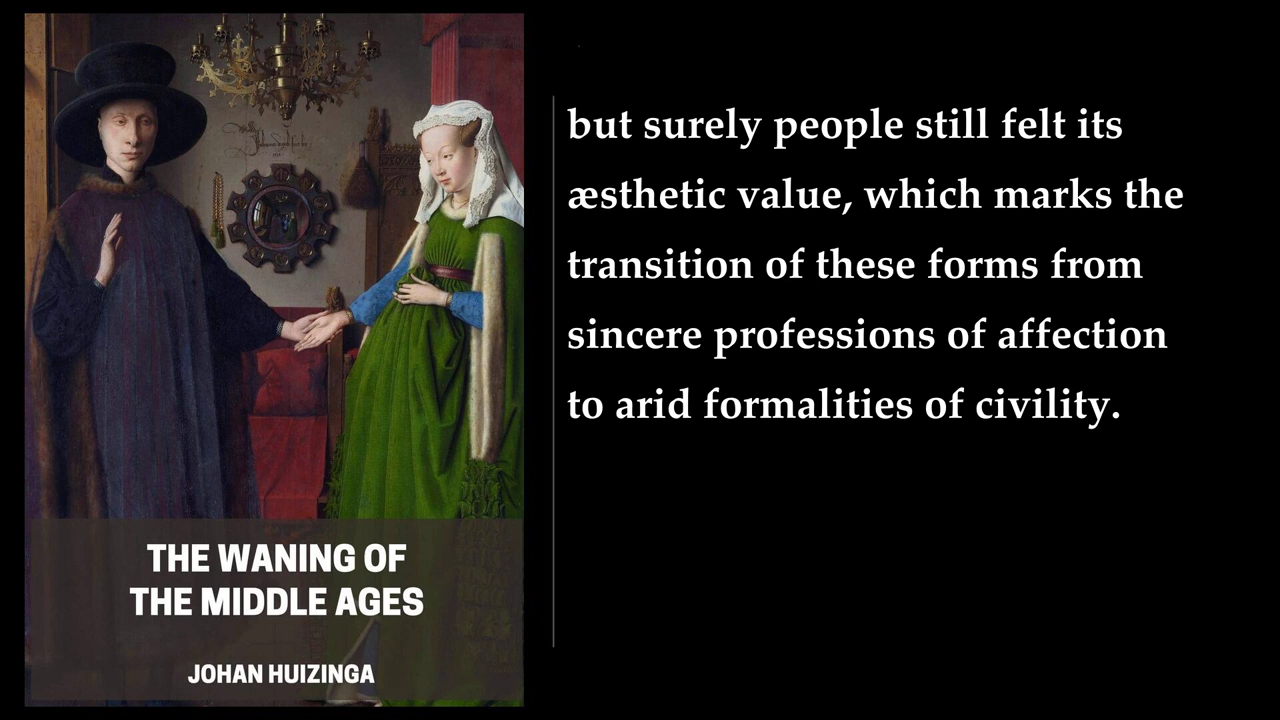 THE WANING OF
THE MIDDLE AGES
JOHAN HUIZINGA
but surely people still felt its
æsthetic value, which marks the
transition of these forms from
sincere professions of affection
to arid formalities of civility.